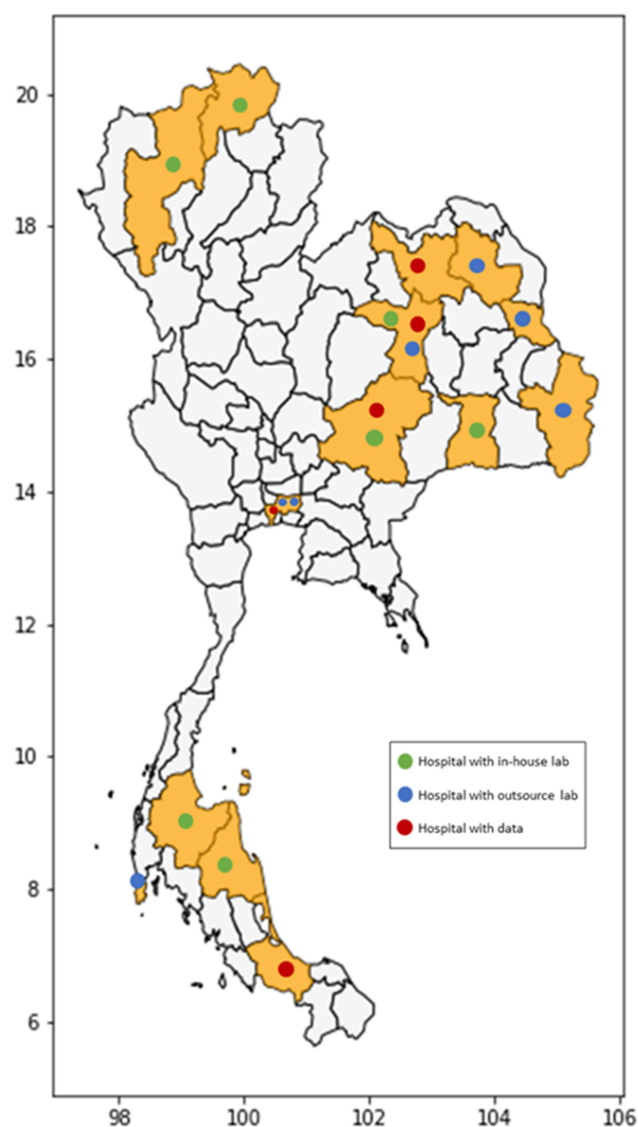 20
18
16
14
12
10
8
6
Hospital with in-house lab
Hospital with outsource lab
Hospital with data
98 100 102 104 106